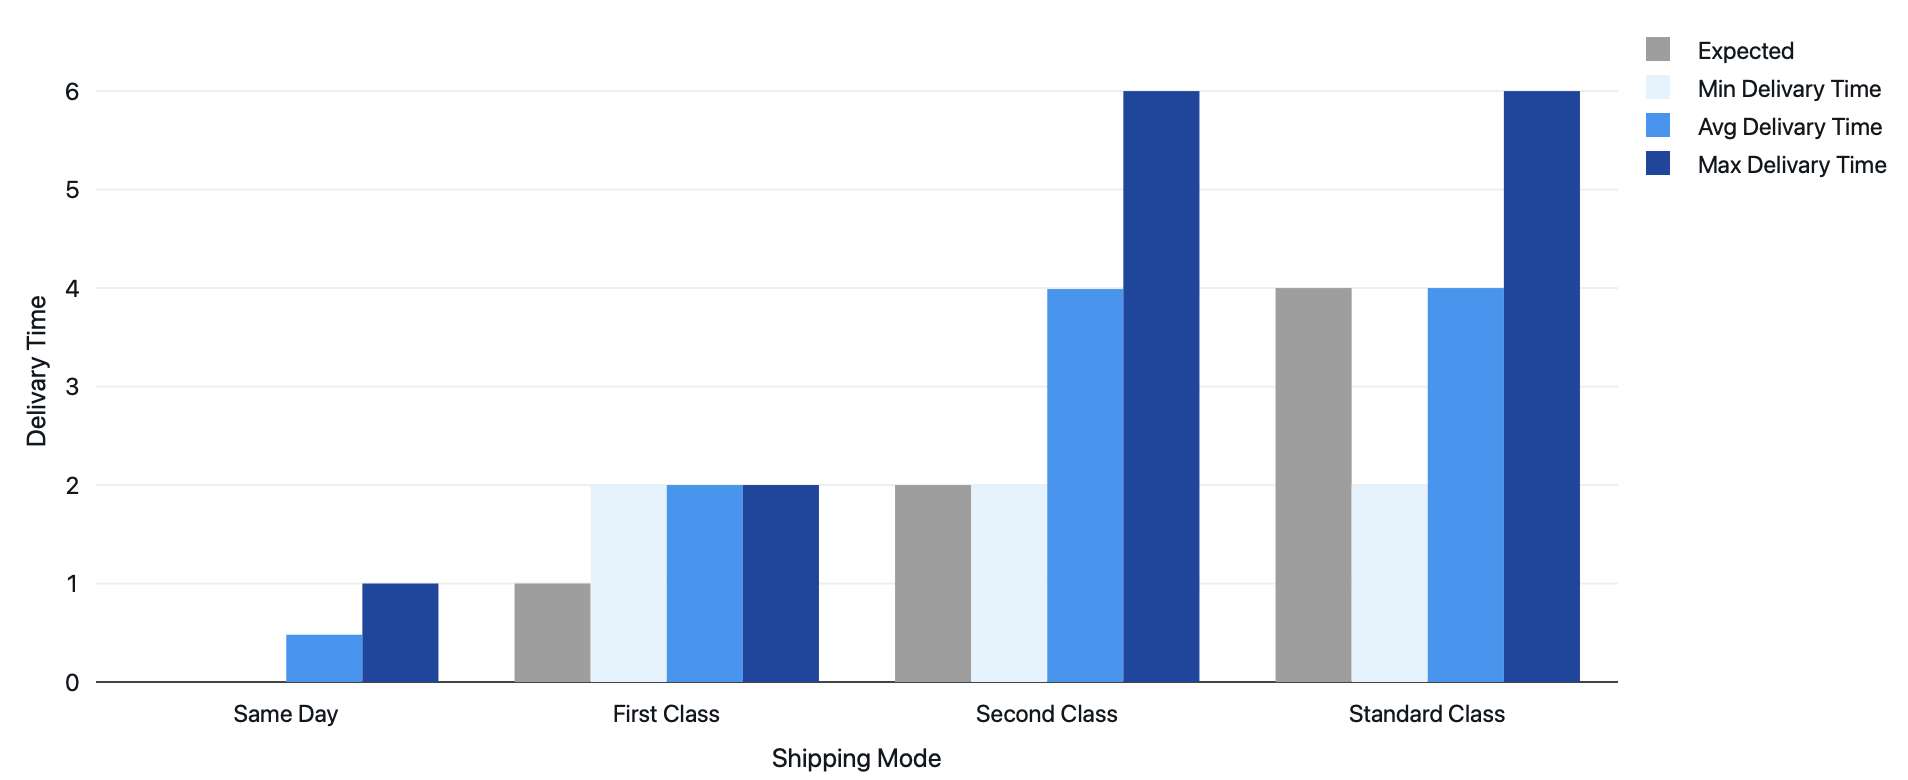 Expected
Min Delivary Time
Avg Delivary Time
Max Delivary Time
Delivary Time
6
5
4
3
2
1
0
Same Day
First Class
Second Class
Standard Class
Shipping Mode